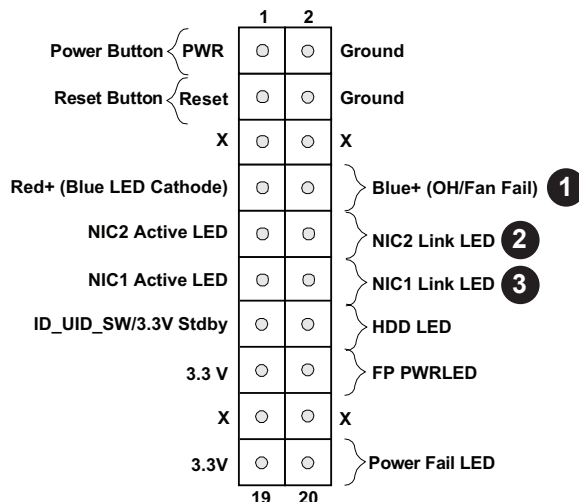 1 2
Power Button PWR Ground
Reset Button Reset Ground
X X
Red+ (Blue LED Cathode) Blue+ (OH/Fan Fail) 1
NIC2 Active LED NIC2 Link LED 2
NIC1 Active LED NIC1 Link LED 3
ID_UID_SW/3.3V Stdby HDD LED
3.3 V FP PWRLED
X X
3.3V Power Fail LED
19 20